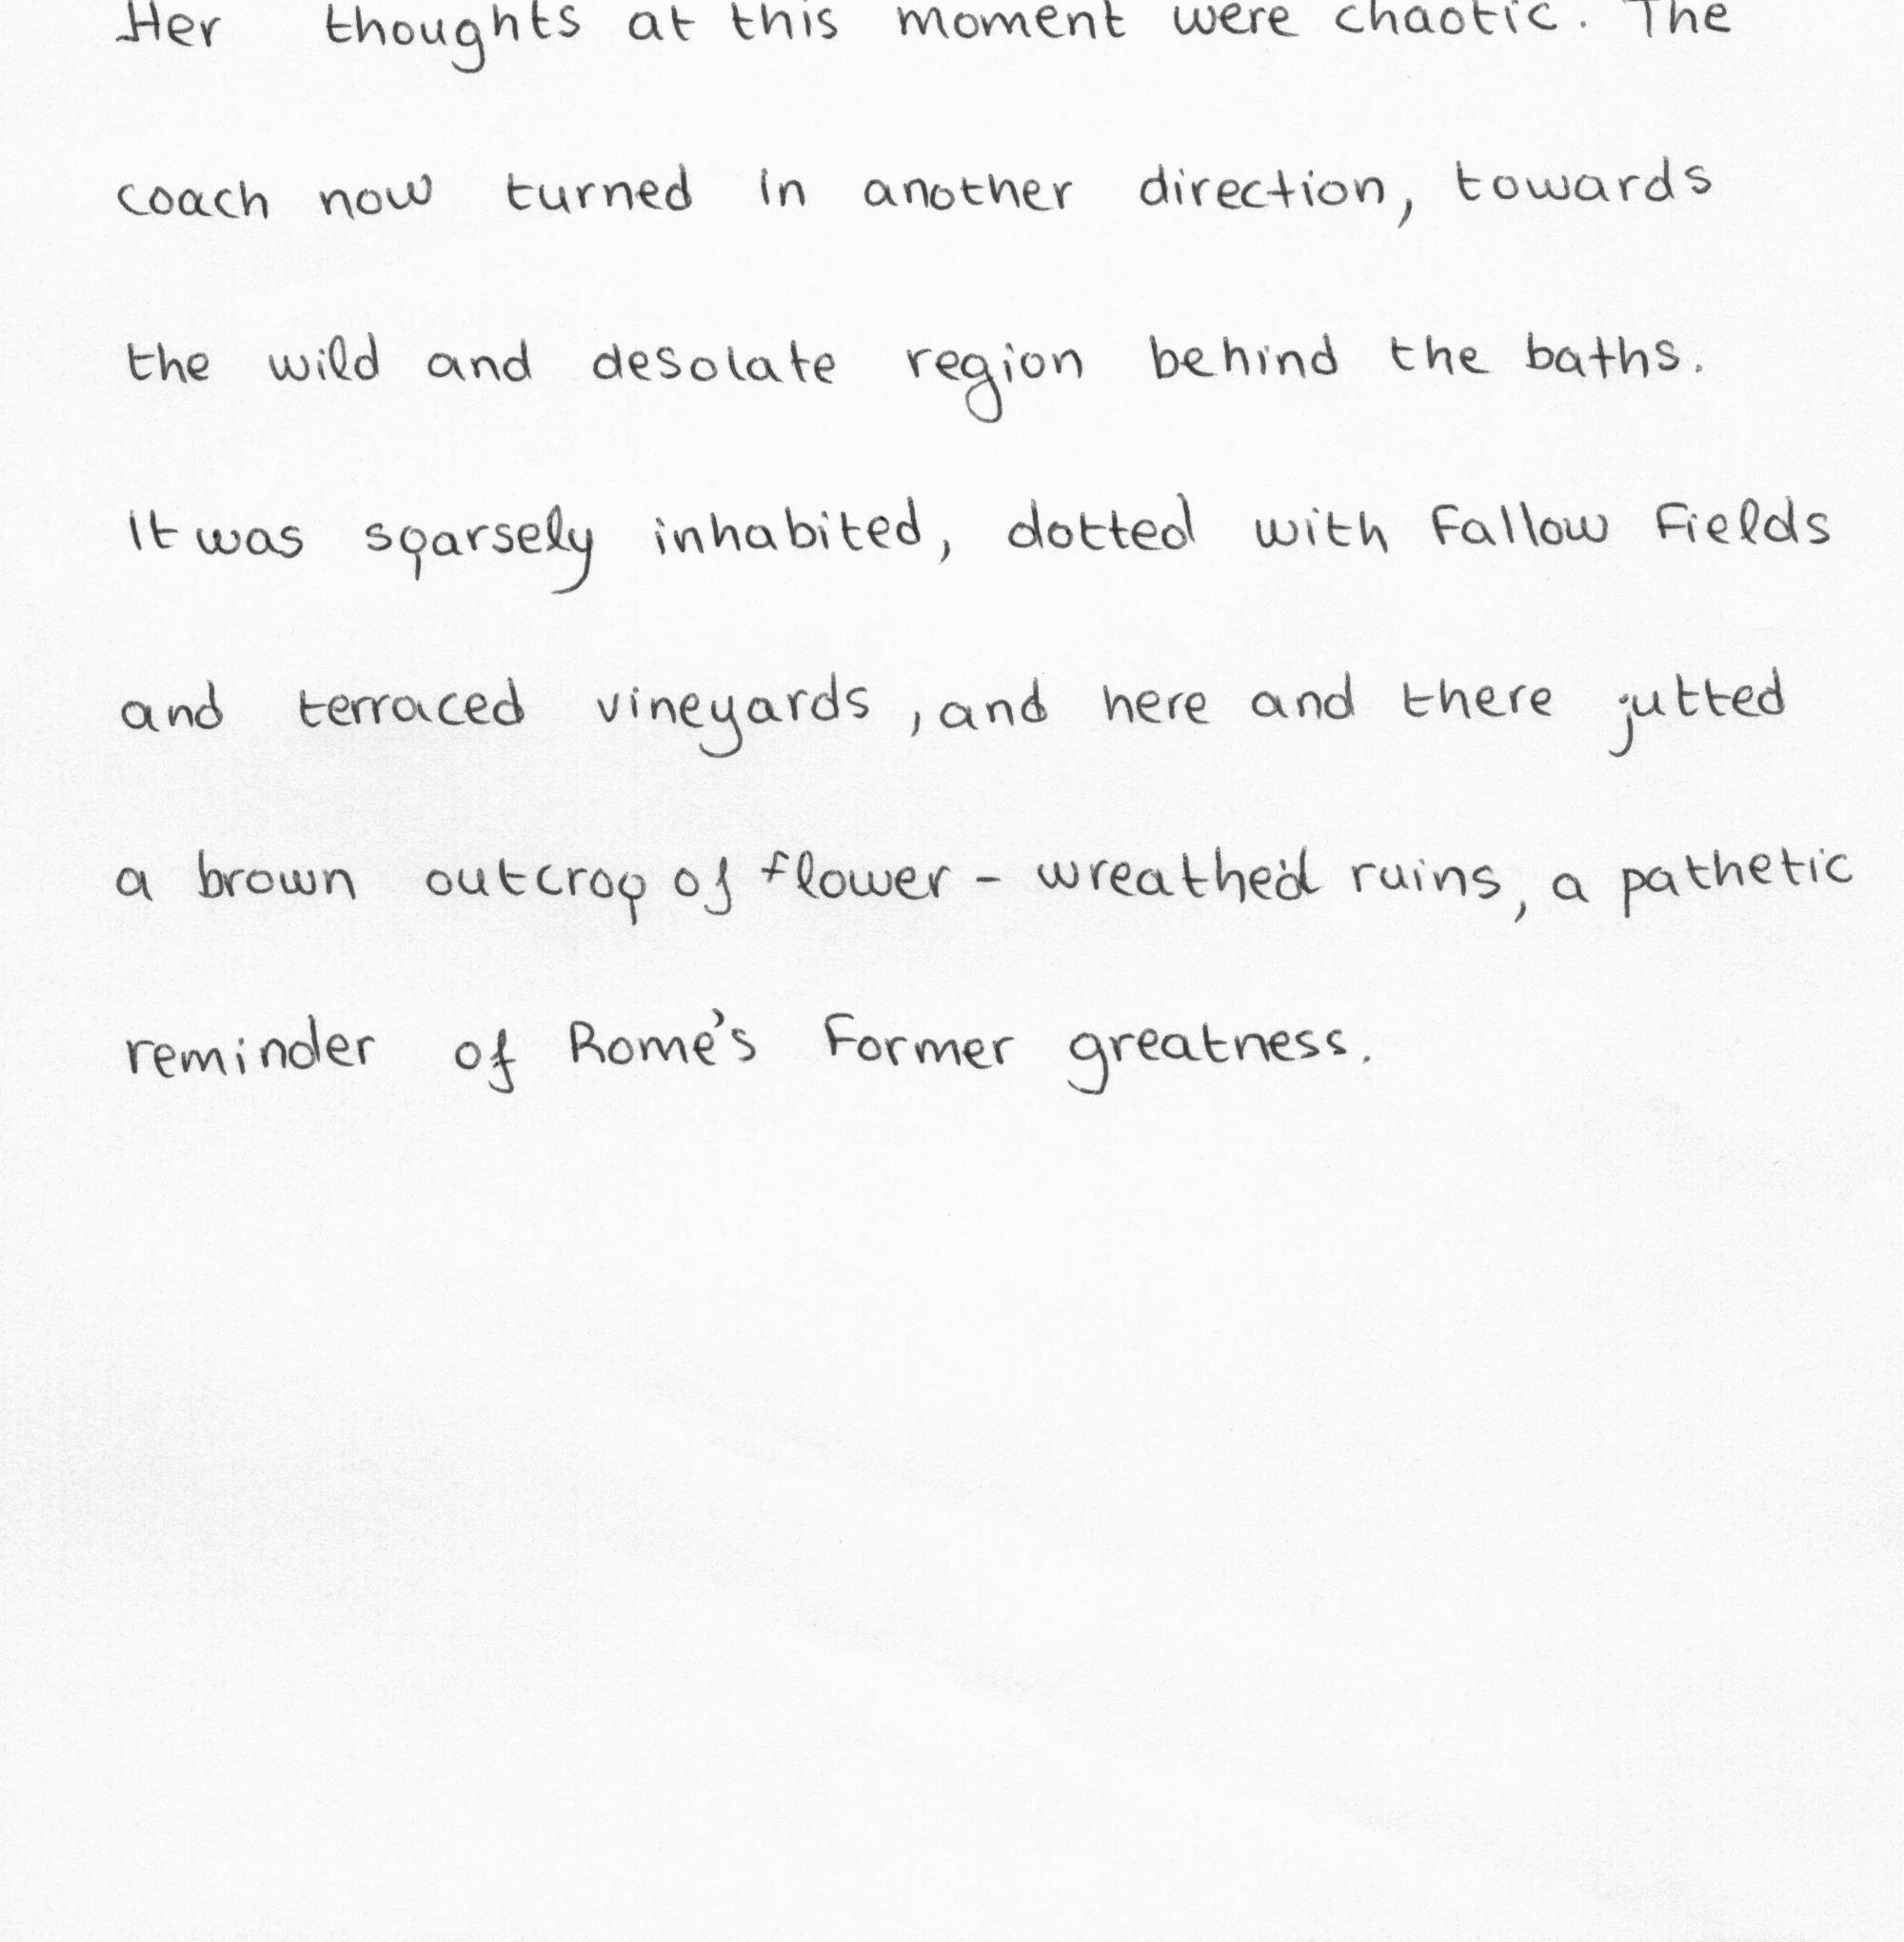 Her thoughts at this moment were chaotic. The
coach now turned in another direction, towards
the wild and desolate region behind the baths.
It was sparsely inhabited, dotted with fallow fields
and terraced vineyards, and here and there jutted
a brown outcrop of flower - wreathed ruins, a pathetic
reminder of Rome's former greatness.